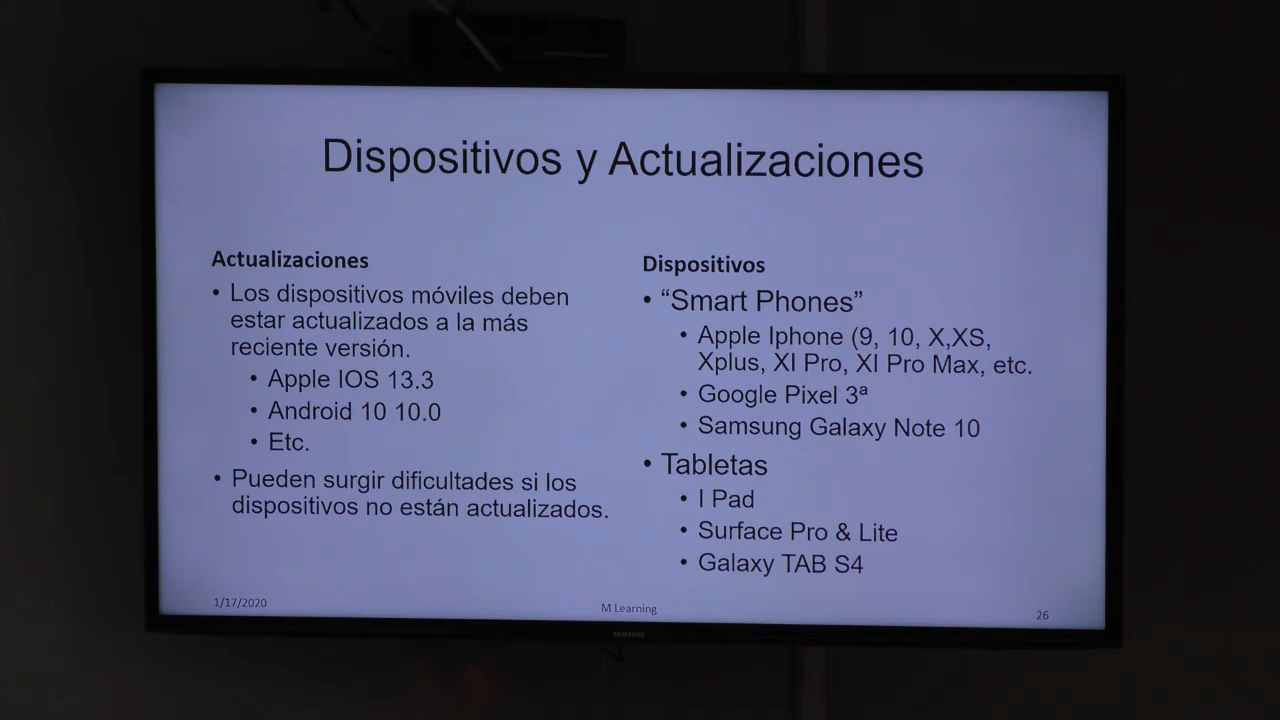 Dispositivos y Actualizaciones
Actualizaciones
• Los dispositivos móviles deben
estar actualizados a la más
reciente versión.
• Apple IOS 13.3
• Android 10 10.0
• Etc.
• Pueden surgir dificultades si los
dispositivos no están actualizados.
Dispositivos
• “Smart Phones”
• Apple Iphone (9, 10, X,XS,
Xplus, XI Pro, XI Pro Max, etc.
• Google Pixel 3ª
• Samsung Galaxy Note 10
• Tabletas
• I Pad
• Surface Pro & Lite
• Galaxy TAB S4
1/17/2020
M Learning
26
SAMSUNG